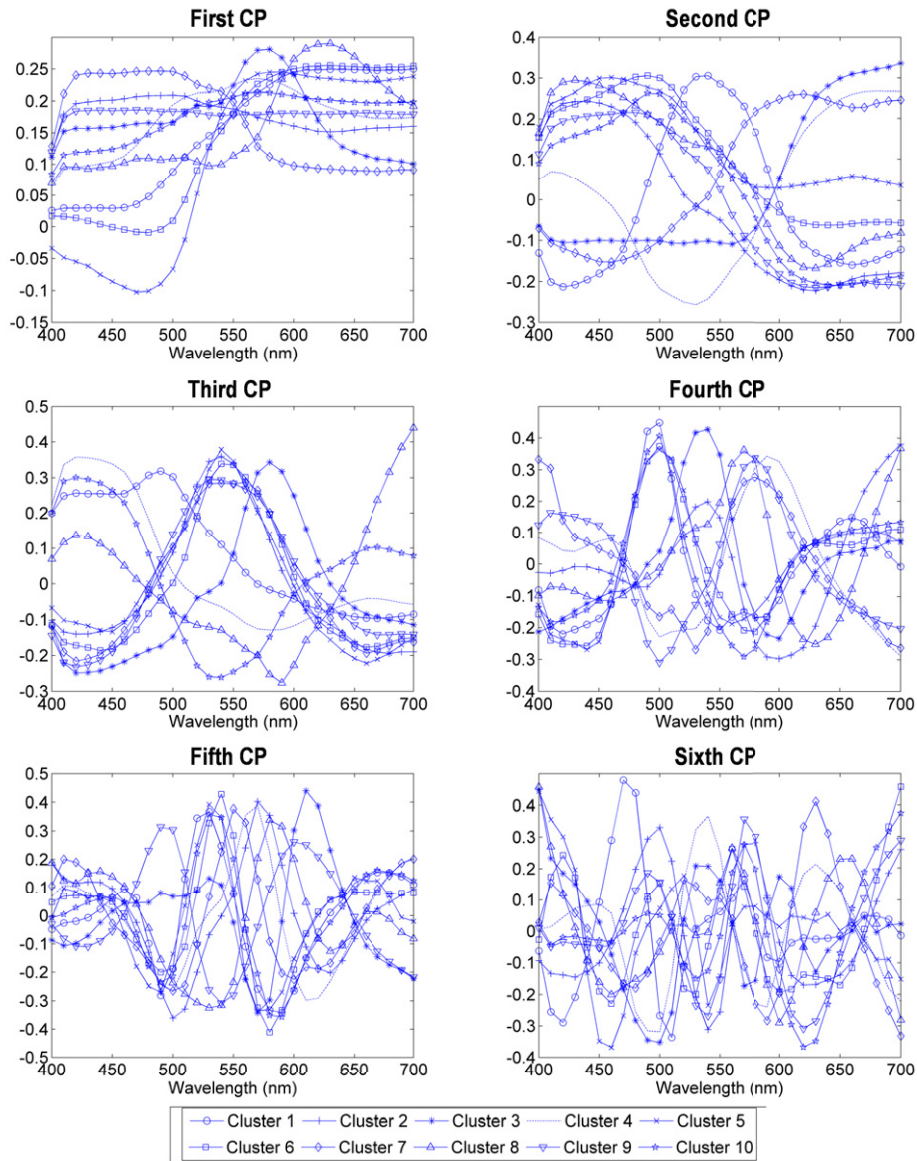 First CP
0.3
0.25
0.2
0.15
0.1
0.05
0
-0.05
-0.1
-0.15
400 450 500 550 600 650 700
Wavelength (nm)
Second CP
0.4
0.3
0.2
0.1
0
-0.1
-0.2
-0.3
400 450 500 550 600 650 700
Wavelength (nm)
Third CP
0.5
0.4
0.3
0.2
0.1
0
-0.1
-0.2
-0.3
400 450 500 550 600 650 700
Wavelength (nm)
Fourth CP
0.4
0.3
0.2
0.1
0
-0.1
-0.2
-0.3
-0.4
400 450 500 550 600 650 700
Wavelength (nm)
Fifth CP
0.5
0.4
0.3
0.2
0.1
0
-0.1
-0.2
-0.3
-0.4
-0.5
400 450 500 550 600 650 700
Wavelength (nm)
Sixth CP
0.4
0.3
0.2
0.1
0
-0.1
-0.2
-0.3
-0.4
400 450 500 550 600 650 700
Wavelength (nm)
Cluster 1 Cluster 2 Cluster 3 Cluster 4 Cluster 5
Cluster 6 Cluster 7 Cluster 8 Cluster 9 Cluster 10